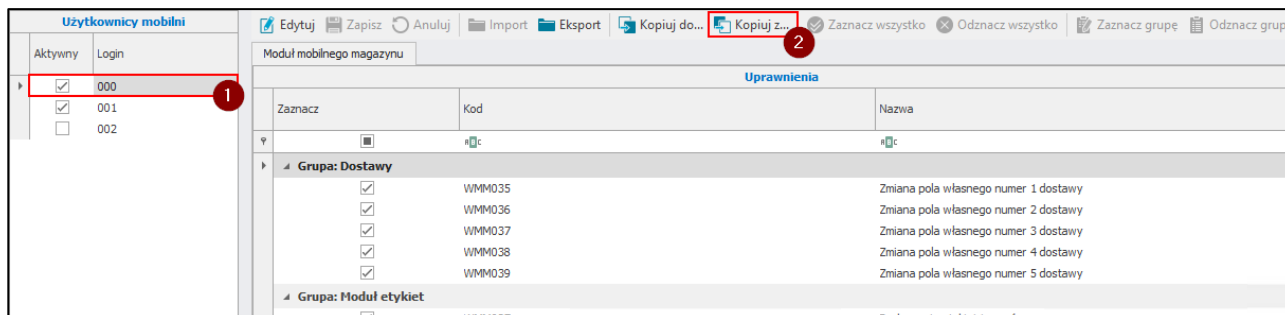 Użytkownicy mobilni
Edytuj Zapisz Anuluj Import Eksport Kopiuj do... Kopiuj z... Zaznacz wszystko Odznacz wszystko Zaznacz grupę Odznacz grup
2
Aktywny Login
Moduł mobilnego magazynu
Uprawnienia
000
1
001
002
Zaznacz Kod Nazwa
Grupa: Dostawy
WMM035 Zmiana pola własnego numer 1 dostawy
WMM036 Zmiana pola własnego numer 2 dostawy
WMM037 Zmiana pola własnego numer 3 dostawy
WMM038 Zmiana pola własnego numer 4 dostawy
WMM039 Zmiana pola własnego numer 5 dostawy
Grupa: Moduł etykiet